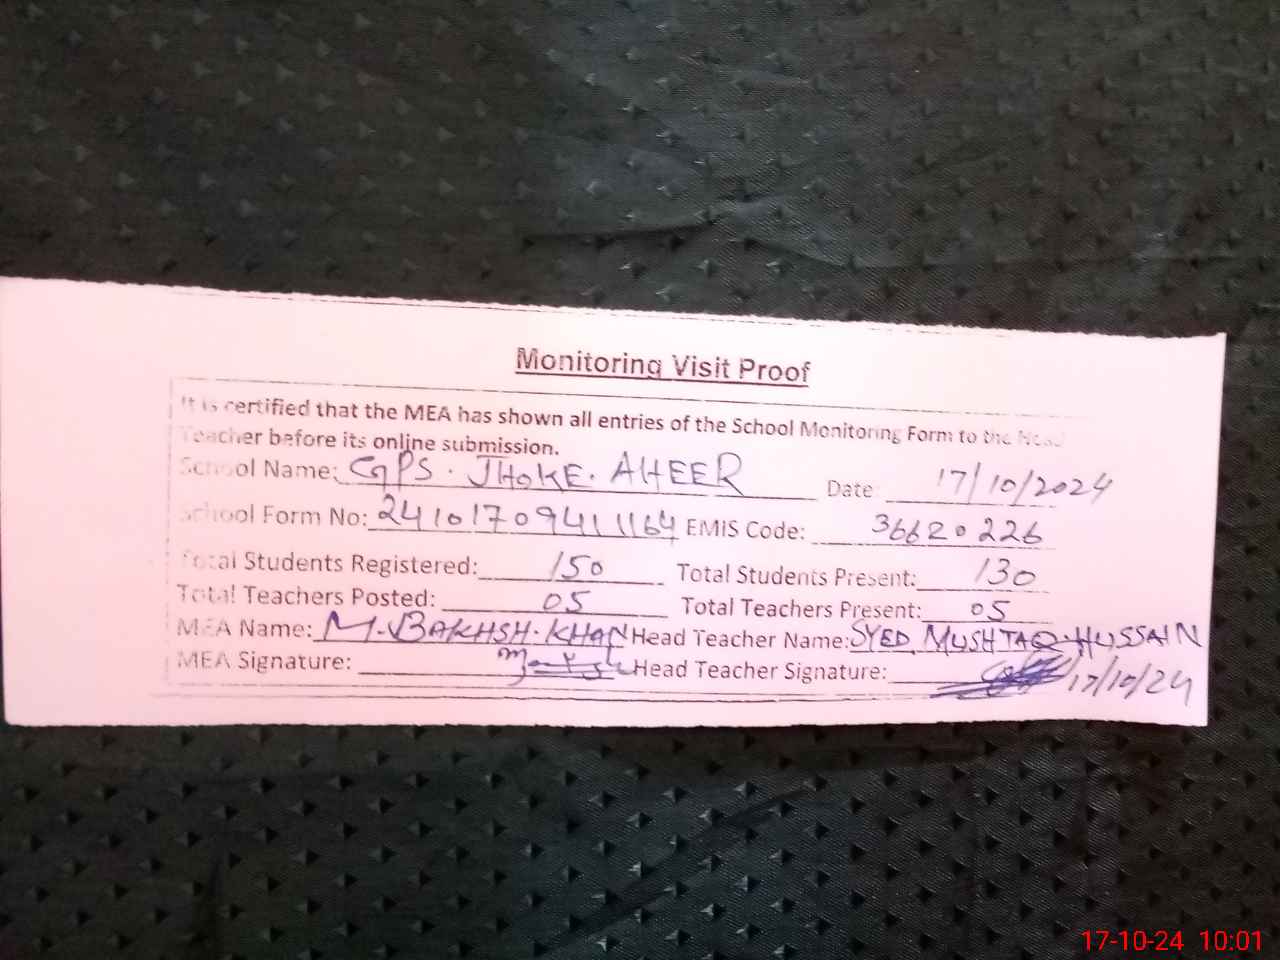 Monitoring Visit Proof
It is certified that the MEA has shown all entries of the School Monitoring Form to the Head
Teacher before its online submission.
School Name: GPS. JHOKE. AHEER Date 17/10/2024
School Form No: 24101709411164 EMIS Code: 36620226
Total Students Registered: 150 Total Students Present: 130
Total Teachers Posted: 05 Total Teachers Present: 05
MEA Name: M. BAKHSH. KHAN Head Teacher Name: SYED MUSHTAQ. HUSSAIN
MEA Signature: Head Teacher Signature: 17/10/24
17-10-24 10:01